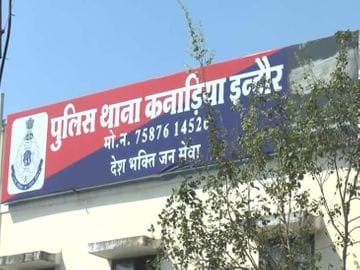 पुलिस थाना कनाड़िया इन्दौर
मो.न. 75876 1452
देश भक्ति जन सेवा